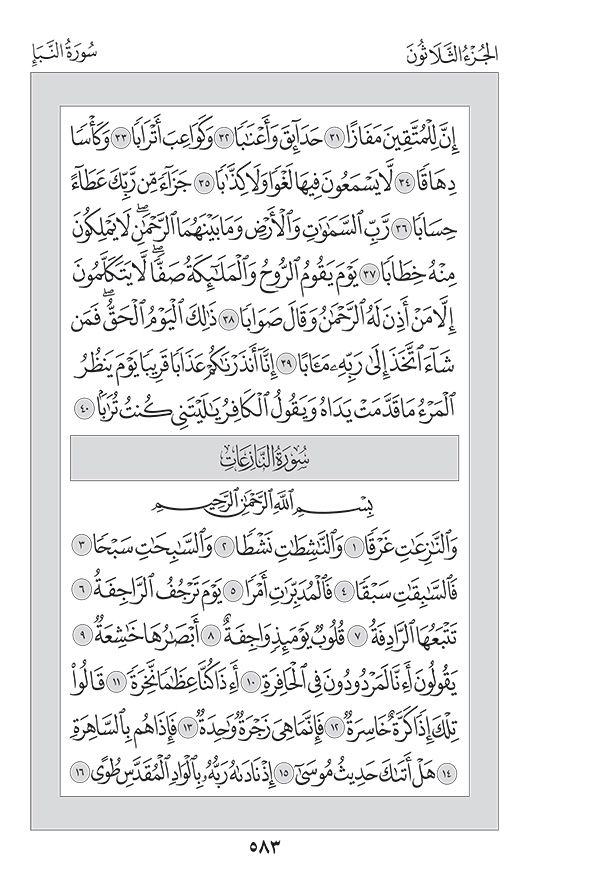 الجُزْءُ الثَّلَاثُونَ
سُورَةُ النَّبَإِ
إِنَّ لِلْمُتَّقِينَ مَفَازًا ٣١ حَدَآئِقَ وَأَعْنَٰبًا ٣٢ وَكَوَاعِبَ أَتْرَابًا ٣٣ وَكَأْسًا
دِهَاقًا ٣٤ لَّا يَسْمَعُونَ فِيهَا لَغْوًا وَلَا كِذَّٰبًا ٣٥ جَزَآءً مِّن رَّبِّكَ عَطَآءً
حِسَابًا ٣٦ رَّبِّ ٱلسَّمَٰوَٰتِ وَٱلْأَرْضِ وَمَا بَيْنَهُمَا ٱلرَّحْمَٰنِۖ لَا يَمْلِكُونَ
مِنْهُ خِطَابًا ٣٧ يَوْمَ يَقُومُ ٱلرُّوحُ وَٱلْمَلَٰٓئِكَةُ صَفًّاۖ لَّا يَتَكَلَّمُونَ
إِلَّا مَنْ أَذِنَ لَهُ ٱلرَّحْمَٰنُ وَقَالَ صَوَابًا ٣٨ ذَٰلِكَ ٱلْيَوْمُ ٱلْحَقُّۖ فَمَن
شَآءَ ٱتَّخَذَ إِلَىٰ رَبِّهِۦ مَـَٔابًا ٣٩ إِنَّآ أَنذَرْنَٰكُمْ عَذَابًا قَرِيبًا يَوْمَ يَنظُرُ
ٱلْمَرْءُ مَا قَدَّمَتْ يَدَاهُ وَيَقُولُ ٱلْكَافِرُ يَٰلَيْتَنِى كُنتُ تُرَٰبًۢا ٤٠
سُورَةُ النَّازِعَاتِ
بِسْمِ ٱللَّهِ ٱلرَّحْمَٰنِ ٱلرَّحِيمِ
وَٱلنَّٰزِعَٰتِ غَرْقًا ١ وَٱلنَّٰشِطَٰتِ نَشْطًا ٢ وَٱلسَّٰبِحَٰتِ سَبْحًا ٣
فَٱلسَّٰبِقَٰتِ سَبْقًا ٤ فَٱلْمُدَبِّرَٰتِ أَمْرًا ٥ يَوْمَ تَرْجُفُ ٱلرَّاجِفَةُ ٦
تَتْبَعُهَا ٱلرَّادِفَةُ ٧ قُلُوبٌ يَوْمَئِذٍ وَاجِفَةٌ ٨ أَبْصَٰرُهَا خَٰشِعَةٌ ٩
يَقُولُونَ أَءِنَّا لَمَرْدُودُونَ فِى ٱلْحَافِرَةِ ١٠ أَءِذَا كُنَّا عِظَٰمًا نَّخِرَةً ١١ قَالُوا۟
تِلْكَ إِذًا كَرَّةٌ خَاسِرَةٌ ١٢ فَإِنَّمَا هِىَ زَجْرَةٌ وَٰحِدَةٌ ١٣ فَإِذَا هُم بِٱلسَّاهِرَةِ
١٤ هَلْ أَتَىٰكَ حَدِيثُ مُوسَىٰٓ ١٥ إِذْ نَادَىٰهُ رَبُّهُۥ بِٱلْوَادِ ٱلْمُقَدَّسِ طُوًى ١٦
٥٨٣